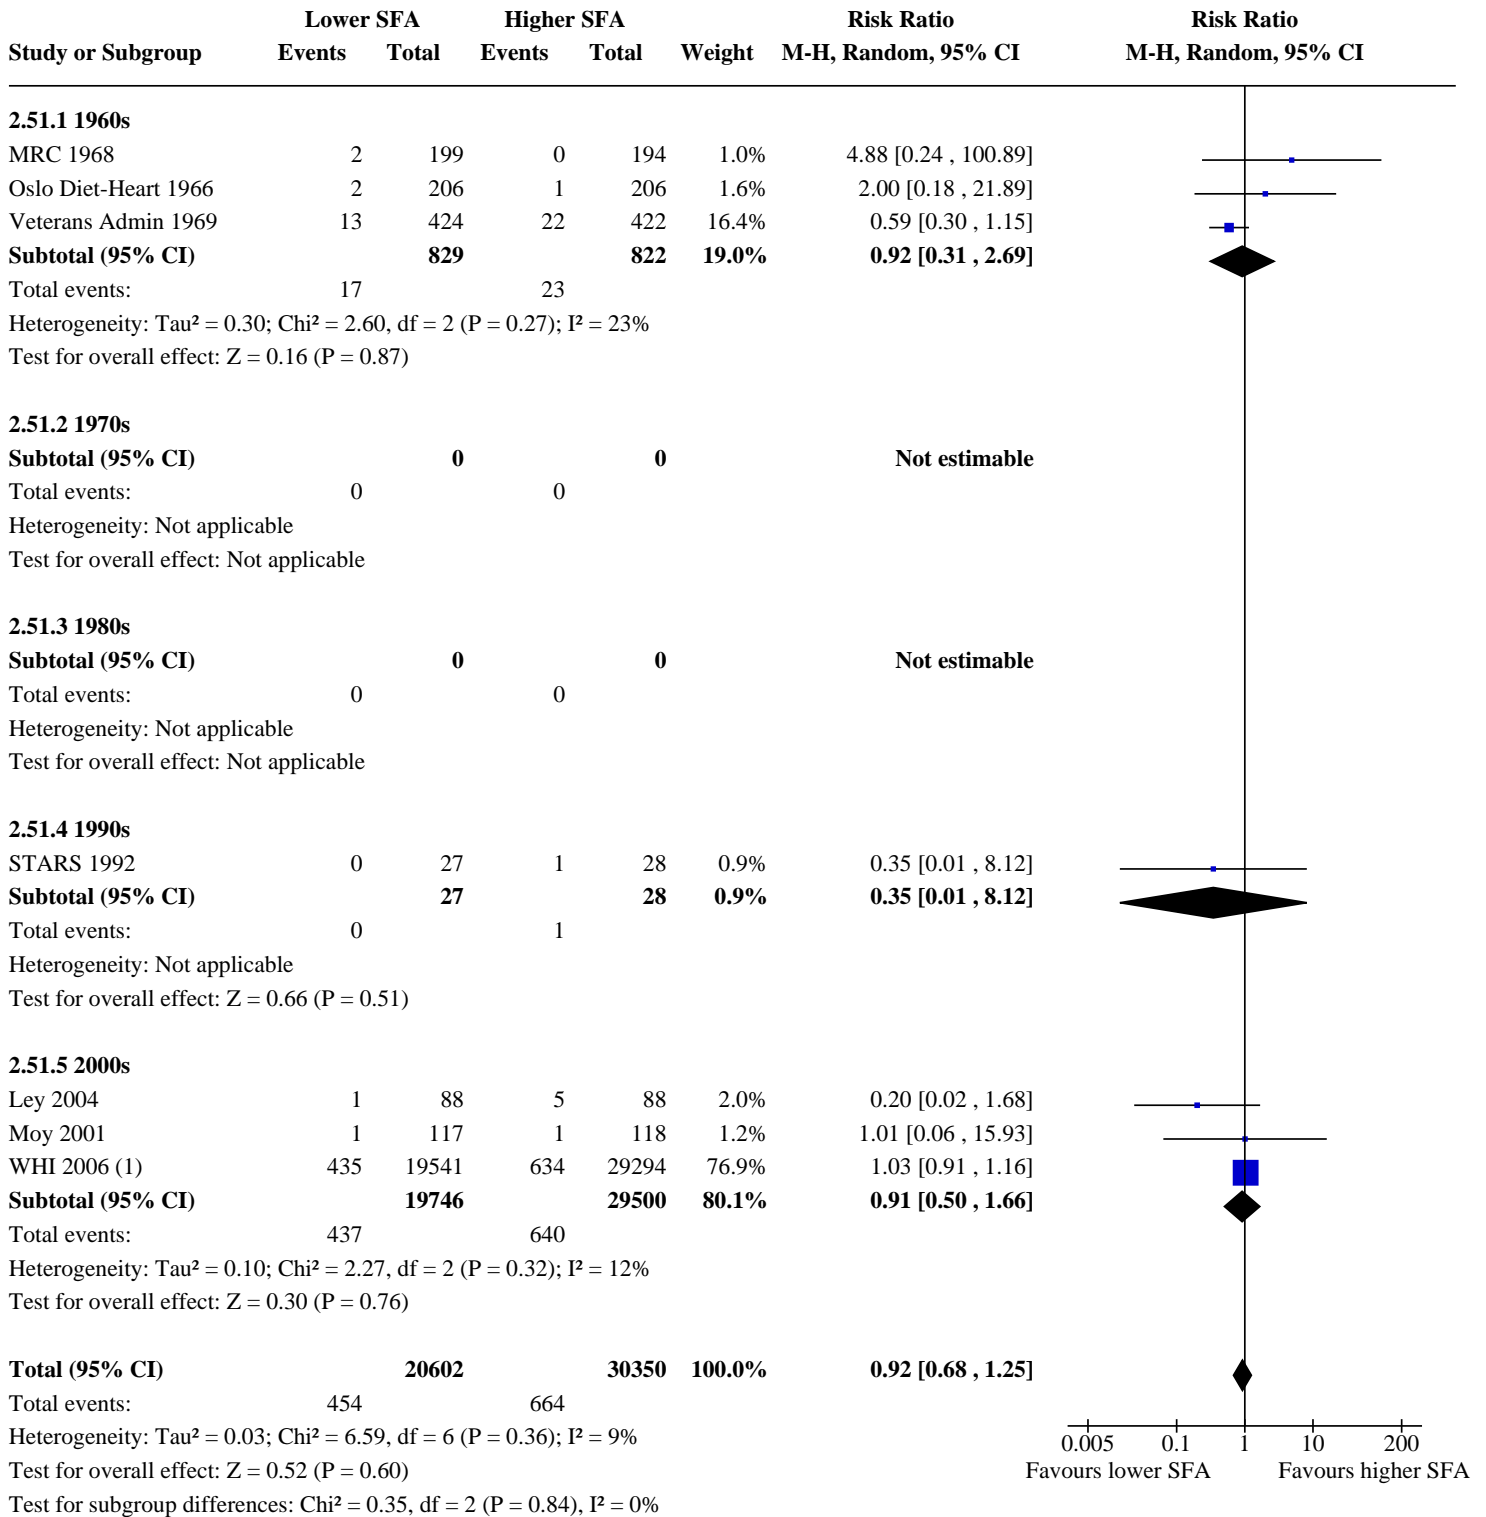 Lower SFA Higher SFA Risk Ratio Risk Ratio
Study or Subgroup Events Total Events Total Weight M-H, Random, 95% CI M-H, Random, 95% CI
2.51.1 1960s
MRC 1968 2 199 0 194 1.0% 4.88 [0.24 , 100.89]
Oslo Diet-Heart 1966 2 206 1 206 1.6% 2.00 [0.18 , 21.89]
Veterans Admin 1969 13 424 22 422 16.4% 0.59 [0.30 , 1.15]
Subtotal (95% CI) 829 822 19.0% 0.92 [0.31 , 2.69]
Total events: 17 23
Heterogeneity: Tau² = 0.30; Chi² = 2.60, df = 2 (P = 0.27); I² = 23%
Test for overall effect: Z = 0.16 (P = 0.87)
2.51.2 1970s
Subtotal (95% CI) 0 0 Not estimable
Total events: 0 0
Heterogeneity: Not applicable
Test for overall effect: Not applicable
2.51.3 1980s
Subtotal (95% CI) 0 0 Not estimable
Total events: 0 0
Heterogeneity: Not applicable
Test for overall effect: Not applicable
2.51.4 1990s
STARS 1992 0 27 1 28 0.9% 0.35 [0.01 , 8.12]
Subtotal (95% CI) 27 28 0.9% 0.35 [0.01 , 8.12]
Total events: 0 1
Heterogeneity: Not applicable
Test for overall effect: Z = 0.66 (P = 0.51)
2.51.5 2000s
Ley 2004 1 88 5 88 2.0% 0.20 [0.02 , 1.68]
Moy 2001 1 117 1 118 1.2% 1.01 [0.06 , 15.93]
WHI 2006 (1) 435 19541 634 29294 76.9% 1.03 [0.91 , 1.16]
Subtotal (95% CI) 19746 29500 80.1% 0.91 [0.50 , 1.66]
Total events: 437 640
Heterogeneity: Tau² = 0.10; Chi² = 2.27, df = 2 (P = 0.32); I² = 12%
Test for overall effect: Z = 0.30 (P = 0.76)
Total (95% CI) 20602 30350 100.0% 0.92 [0.68 , 1.25]
Total events: 454 664
Heterogeneity: Tau² = 0.03; Chi² = 6.59, df = 6 (P = 0.36); I² = 9% 0.005 0.1 1 10 200
Test for overall effect: Z = 0.52 (P = 0.60) Favours lower SFA Favours higher SFA
Test for subgroup differences: Chi² = 0.35, df = 2 (P = 0.84), I² = 0%